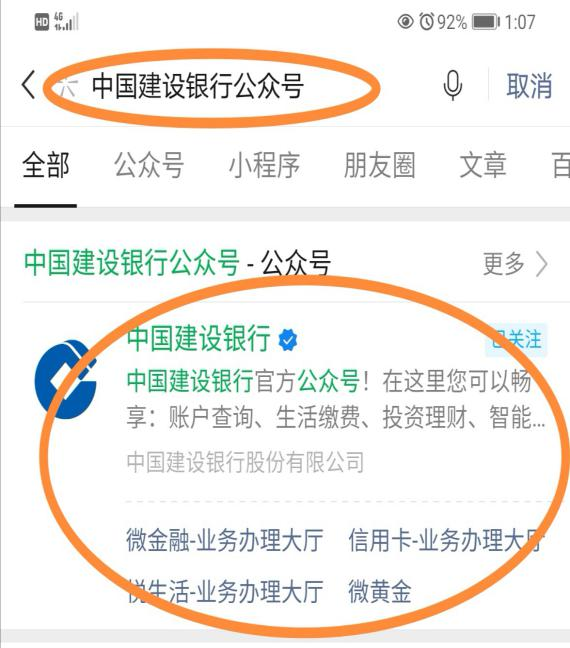 HD 4G 92% 1:07
中国建设银行公众号 取消
全部 公众号 小程序 朋友圈 文章 百
中国建设银行公众号 - 公众号 更多
中国建设银行 已关注
中国建设银行官方公众号！在这里您可以畅
享：账户查询、生活缴费、投资理财、智能...
中国建设银行股份有限公司
微金融-业务办理大厅 信用卡-业务办理大厅
悦生活-业务办理大厅 微黄金